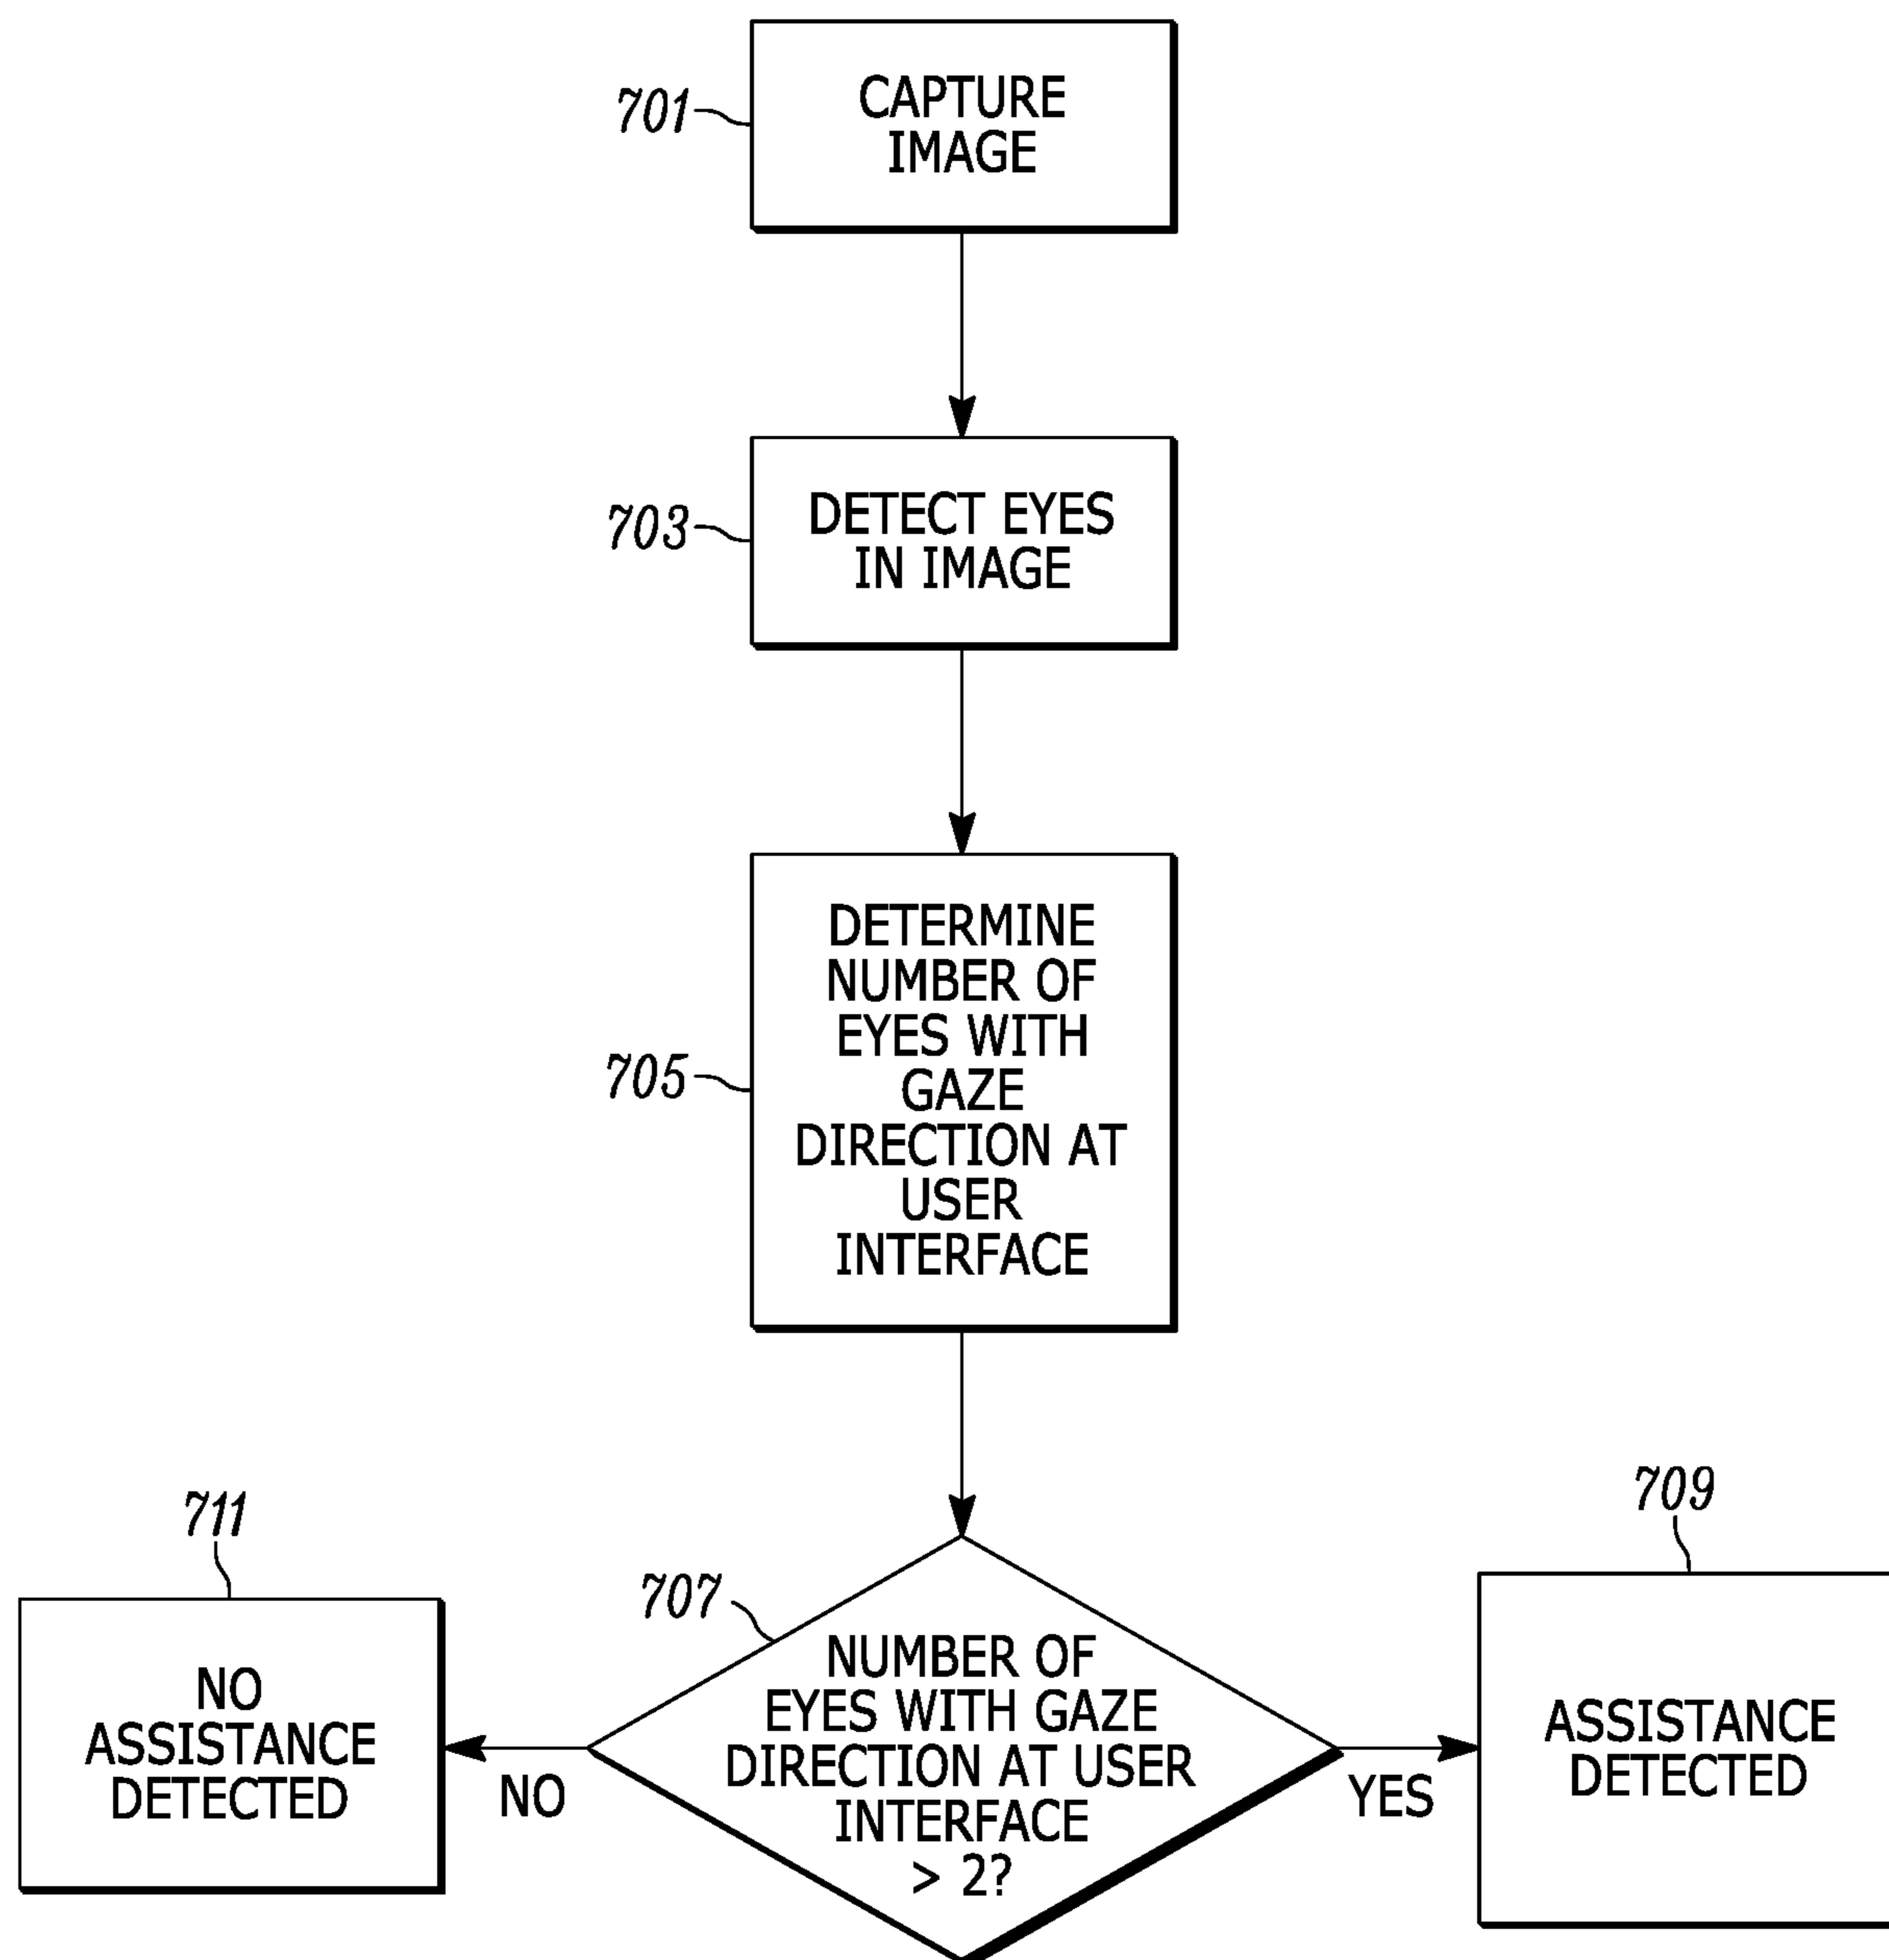 701
CAPTURE
IMAGE
703
DETECT EYES
IN IMAGE
705
DETERMINE
NUMBER OF
EYES WITH
GAZE
DIRECTION AT
USER
INTERFACE
711
NO
ASSISTANCE
DETECTED
NO
707
NUMBER OF
EYES WITH GAZE
DIRECTION AT USER
INTERFACE
> 2?
YES
709
ASSISTANCE
DETECTED